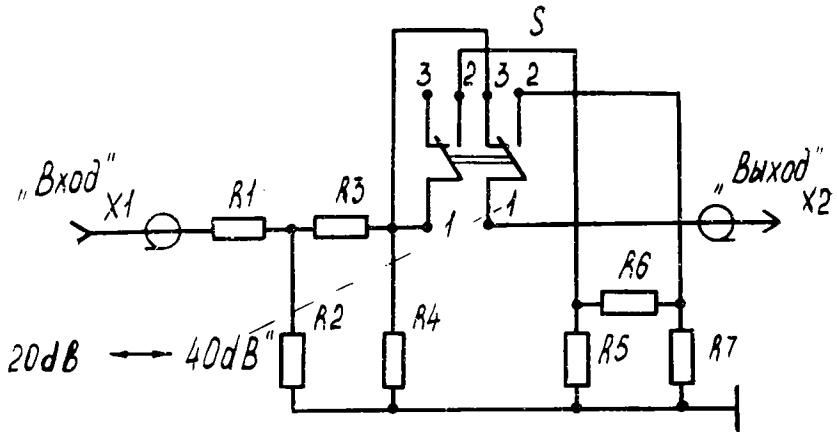 S
3 2 3 2
„Вход"
X1
R1
R3
1 1
„Выход"
X2
R6
R2
R4
R5
R7
20dB ↔ 40dB"